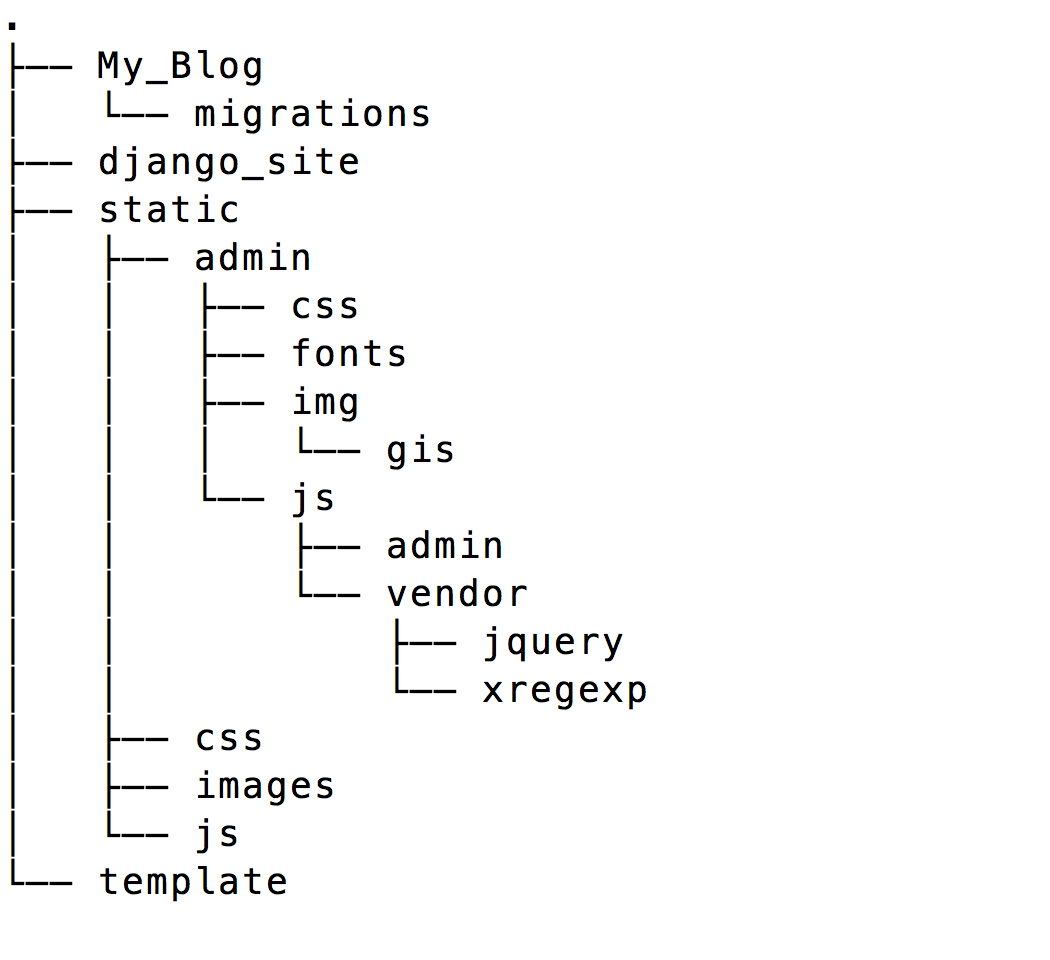 .
├── My_Blog
│   └── migrations
├── django_site
├── static
│   ├── admin
│   │   ├── css
│   │   ├── fonts
│   │   ├── img
│   │   │   └── gis
│   │   └── js
│   │       ├── admin
│   │       └── vendor
│   │           ├── jquery
│   │           └── xregexp
│   ├── css
│   ├── images
│   └── js
└── template